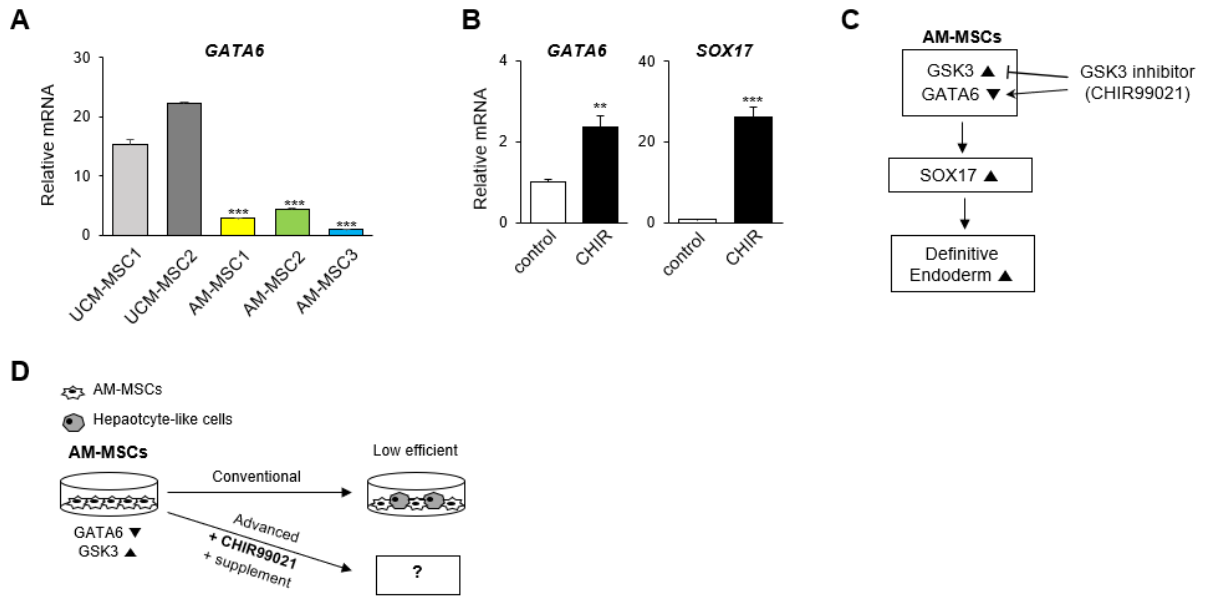 A
GATA6
Relative mRNA
30
20
10
0
UCM-MSC1
UCM-MSC2
AM-MSC1
AM-MSC2
AM-MSC3
***
***
***
B
GATA6
SOX17
Relative mRNA
4
2
0
**
control
CHIR
40
20
0
***
control
CHIR
C
AM-MSCs
GSK3 ▲
GATA6 ▼
GSK3 inhibitor
(CHIR99021)
SOX17 ▲
Definitive
Endoderm ▲
D
AM-MSCs
Hepaotcyte-like cells
AM-MSCs
Conventional
Low efficient
GATA6 ▼
GSK3 ▲
Advanced
+ CHIR99021
+ supplement
?